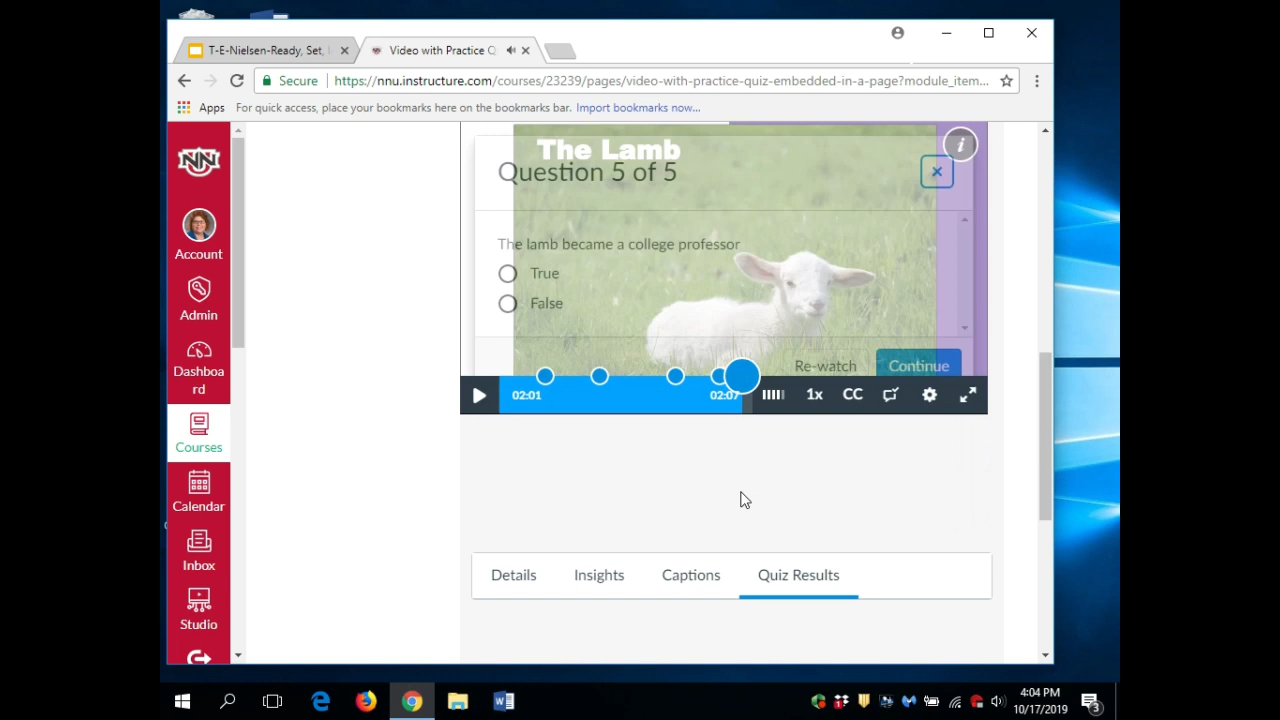 T-E-Nielsen-Ready, Set,
Video with Practice Q
Secure
https://nnu.instructure.com/courses/23239/pages/video-with-practice-quiz-embedded-in-a-page?module_item...
Apps
For quick access, place your bookmarks here on the bookmarks bar. Import bookmarks now...
NN
Account
Admin
Dashboa
rd
Courses
Calendar
Inbox
Studio
The Lamb
i
Question 5 of 5
The lamb became a college professor
True
False
Re-watch
Continue
02:01
02:07
1x
CC
Details
Insights
Captions
Quiz Results
4:04 PM
10/17/2019
3